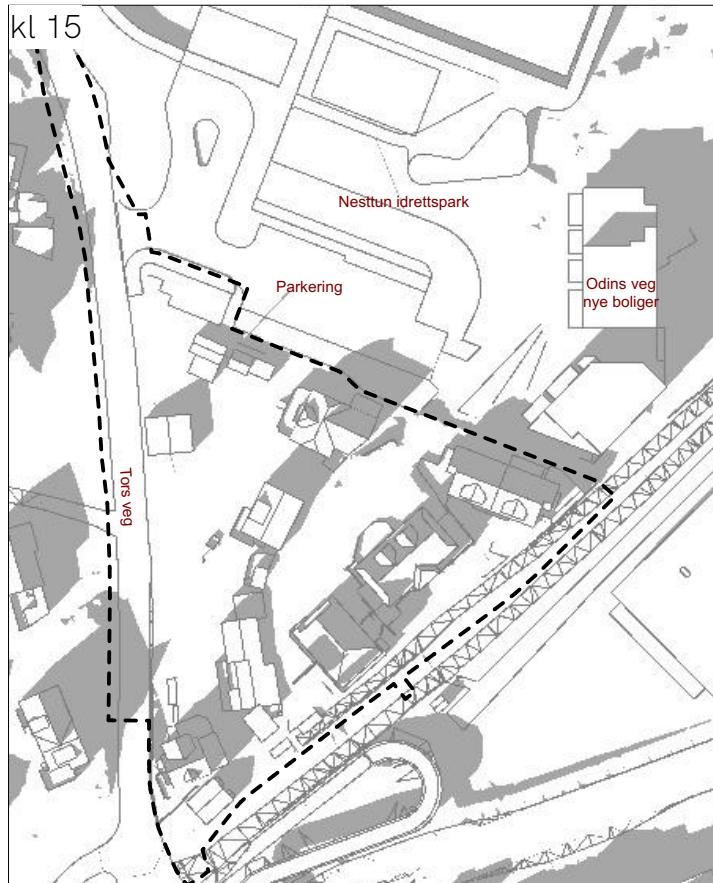 kl 15
Nesttun idrettspark
Parkering
Odins veg
nye boliger
Tors veg